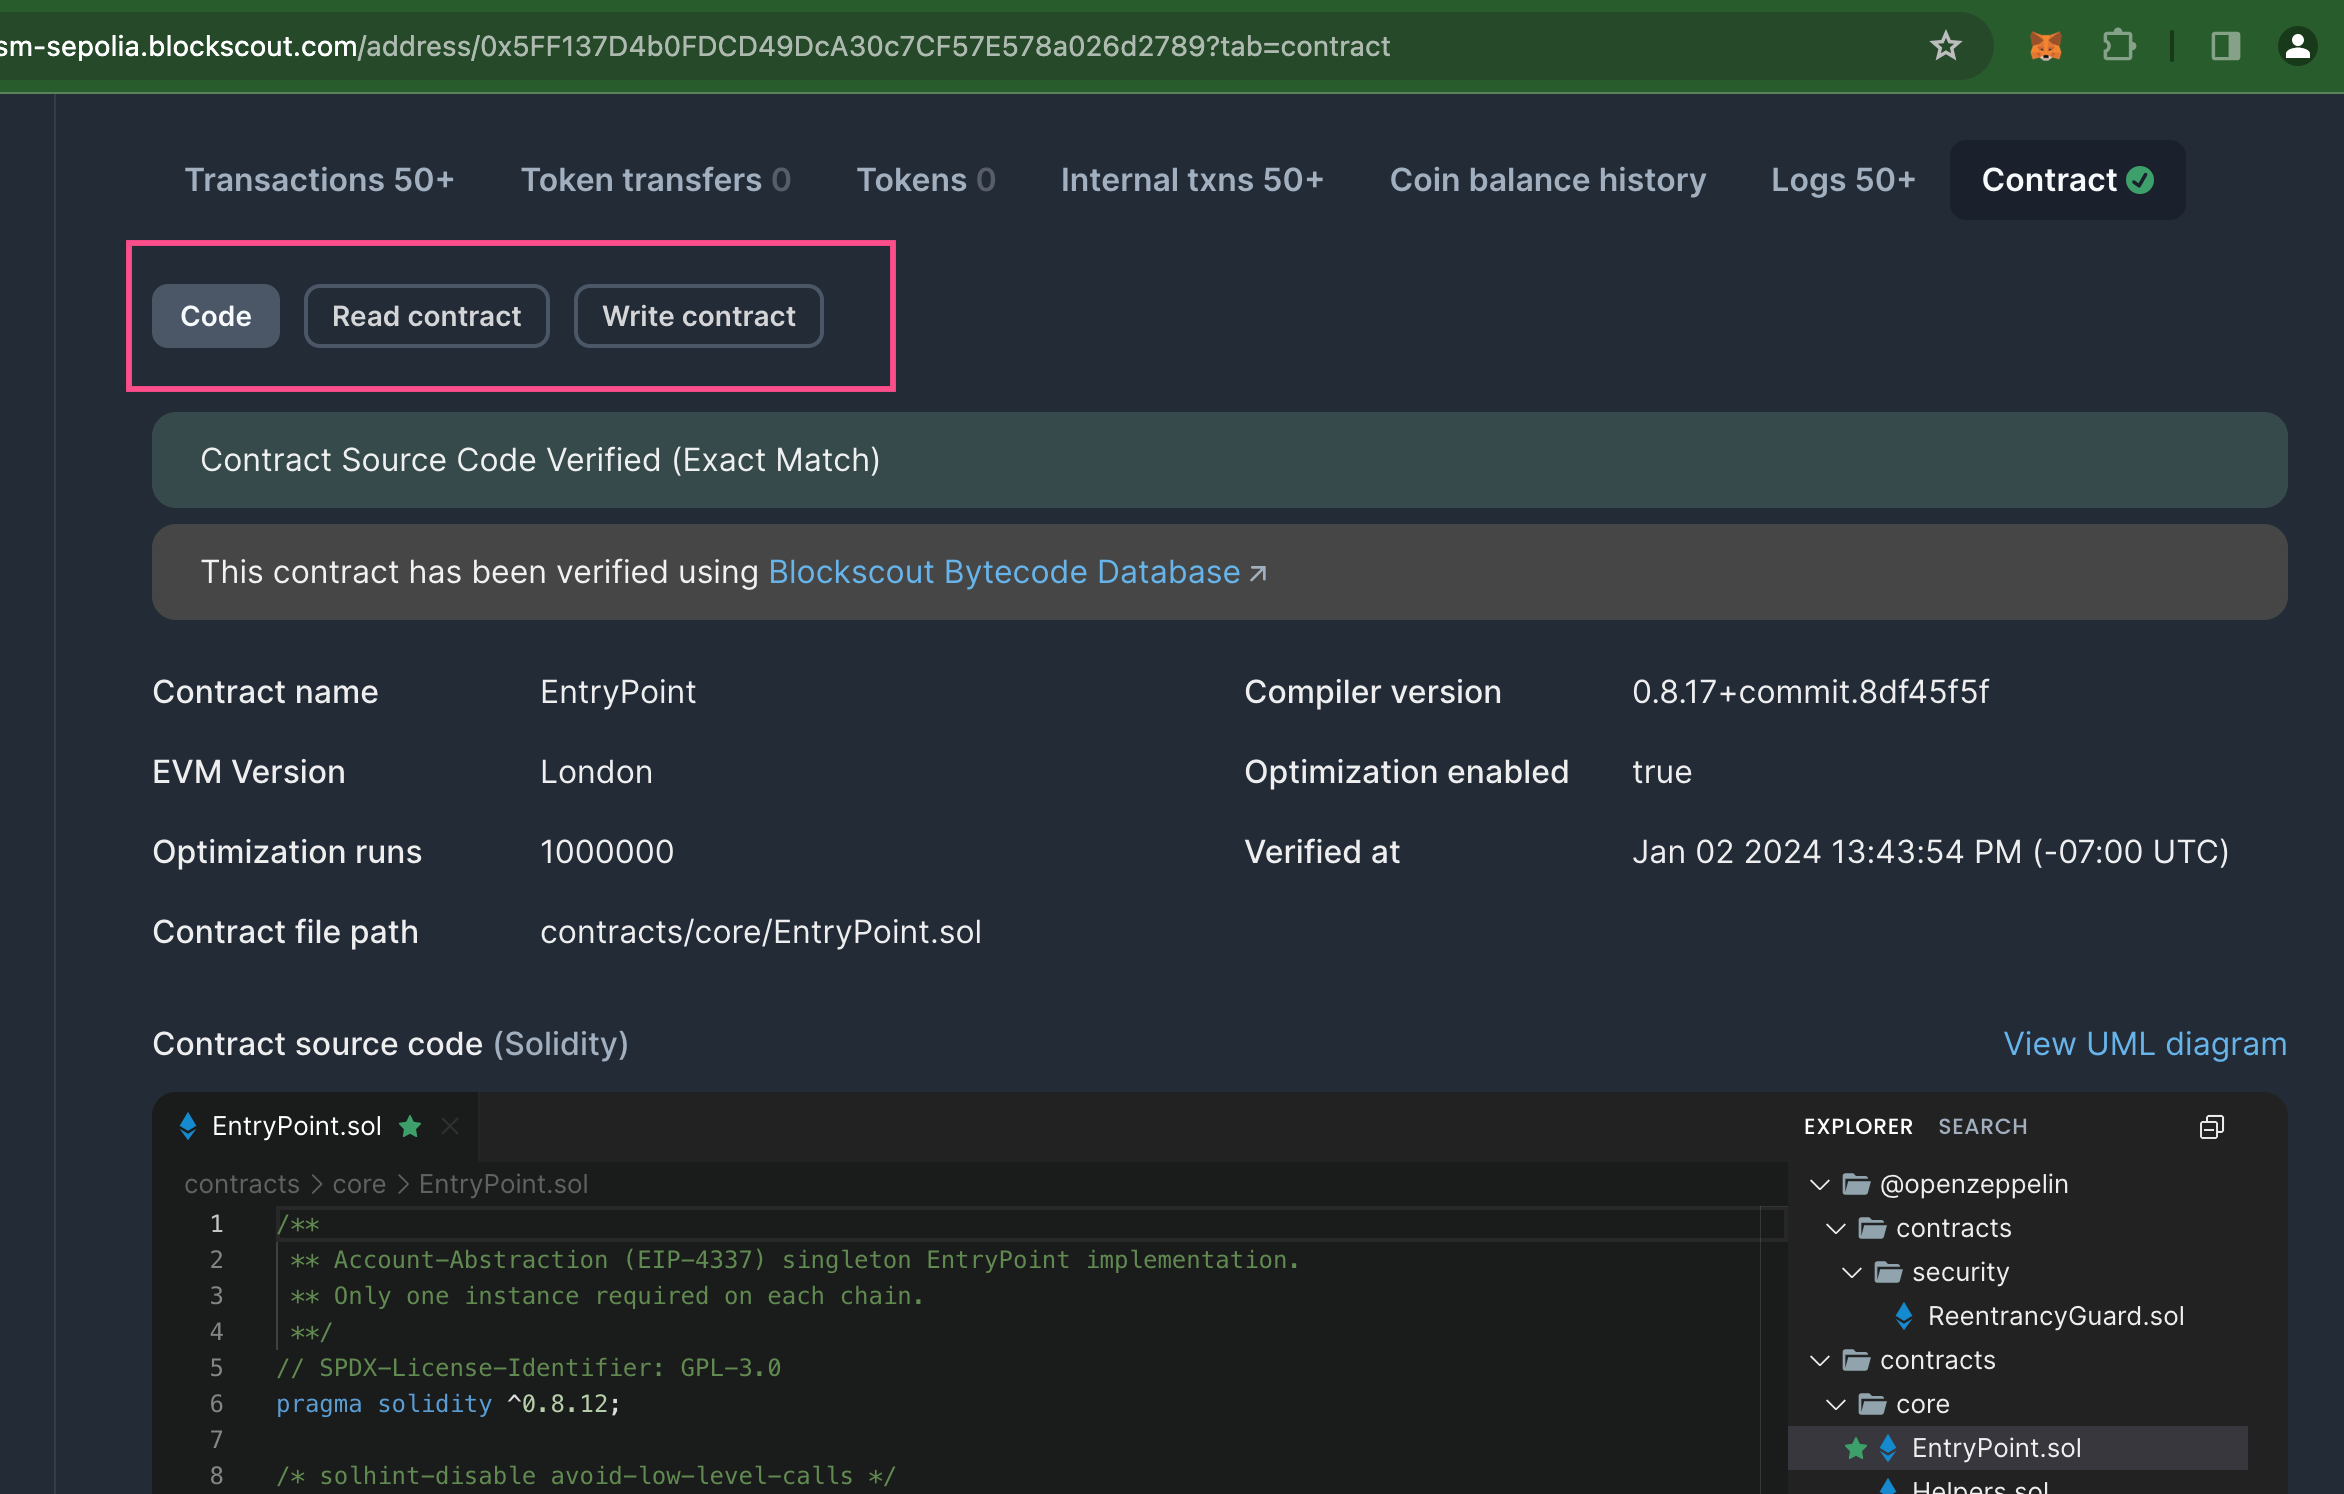 sm-sepolia.blockscout.com/address/0x5FF137D4b0FDCD49DcA30c7CF57E578a026d2789?tab=contract
Transactions 50+ Token transfers 0 Tokens 0 Internal txns 50+ Coin balance history Logs 50+ Contract
Code Read contract Write contract
Contract Source Code Verified (Exact Match)
This contract has been verified using Blockscout Bytecode Database
Contract name EntryPoint Compiler version 0.8.17+commit.8df45f5f
EVM Version London Optimization enabled true
Optimization runs 1000000 Verified at Jan 02 2024 13:43:54 PM (-07:00 UTC)
Contract file path contracts/core/EntryPoint.sol
Contract source code (Solidity) View UML diagram
EntryPoint.sol
contracts > core > EntryPoint.sol
1 /**
2 ** Account-Abstraction (EIP-4337) singleton EntryPoint implementation.
3 ** Only one instance required on each chain.
4 **/
5 // SPDX-License-Identifier: GPL-3.0
6 pragma solidity ^0.8.12;
7
8 /* solhint-disable avoid-low-level-calls */
EXPLORER SEARCH
@openzeppelin
contracts
security
ReentrancyGuard.sol
contracts
core
EntryPoint.sol
Helpers.sol